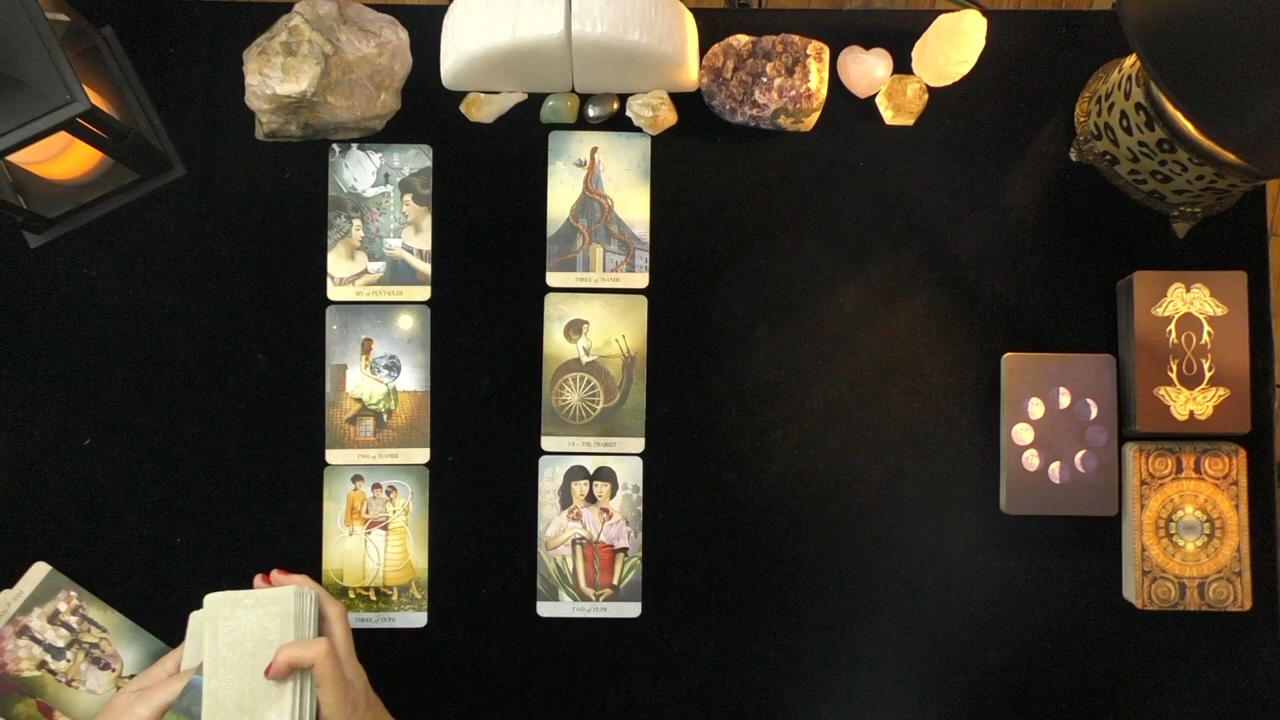 SIX of PENTACLES
THREE of WANDS
TWO of WANDS
VII • THE CHARIOT
THREE of CUPS
TWO of CUPS